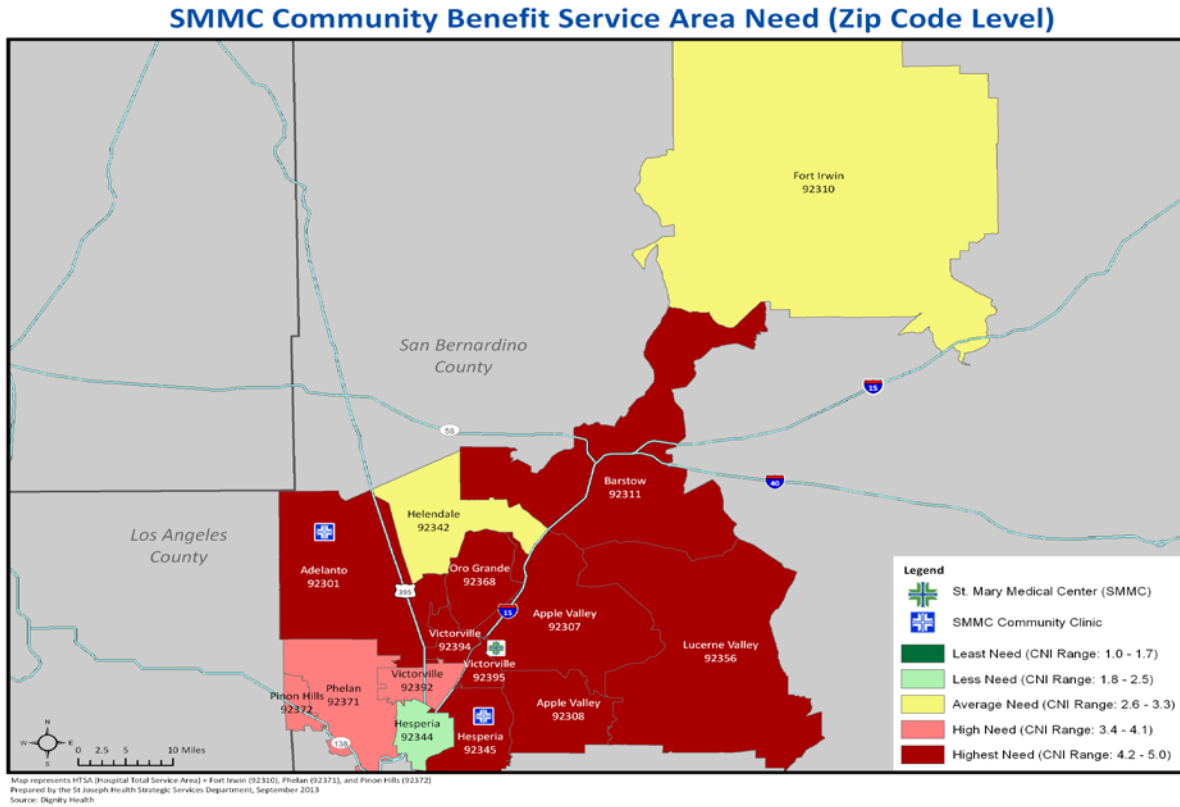 SMMC Community Benefit Service Area Need (Zip Code Level)
Fort Irwin
92310
San Bernardino
County
15
58
Barstow
92311
40
Helendale
92342
Los Angeles
County
Adelanto
92301
Oro Grande
92368
395
15
Apple Valley
92307
Victorville
92394
Lucerne Valley
92356
Victorville
92395
Victorville
92392
Phelan
92371
Pinon Hills
92372
Apple Valley
92308
Hesperia
92344
Hesperia
92345
138
Legend
St. Mary Medical Center (SMMC)
SMMC Community Clinic
Least Need (CNI Range: 1.0 - 1.7)
Less Need (CNI Range: 1.8 - 2.5)
Average Need (CNI Range: 2.6 - 3.3)
High Need (CNI Range: 3.4 - 4.1)
Highest Need (CNI Range: 4.2 - 5.0)
N
W E
S
0 2.5 5 10 Miles
Map represents HTSA (Hospital Total Service Area) + Fort Irwin (92310), Phelan (92371), and Pinon Hills (92372)
Prepared by the St Joseph Health Strategic Services Department, September 2013
Source: Dignity Health